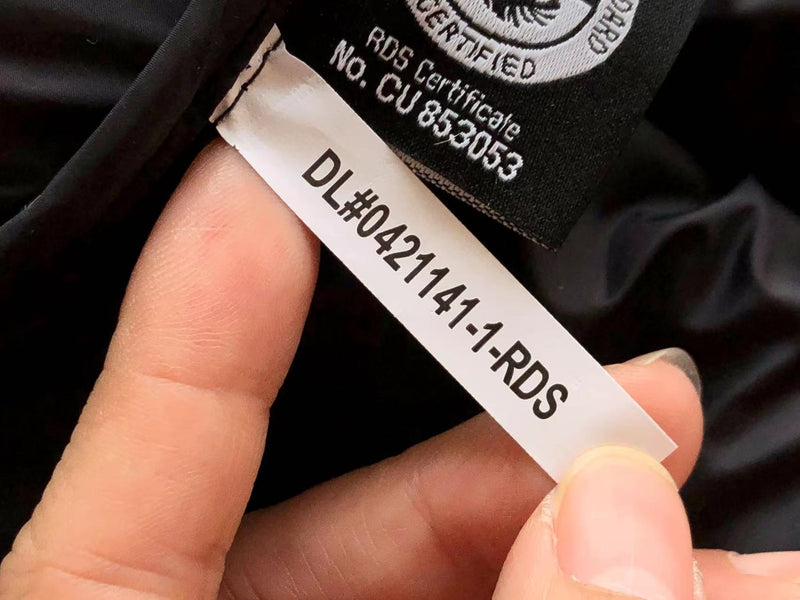 CERTIFIED
RDS Certificate
No. CU 853053
DL#0421141-1-RDS